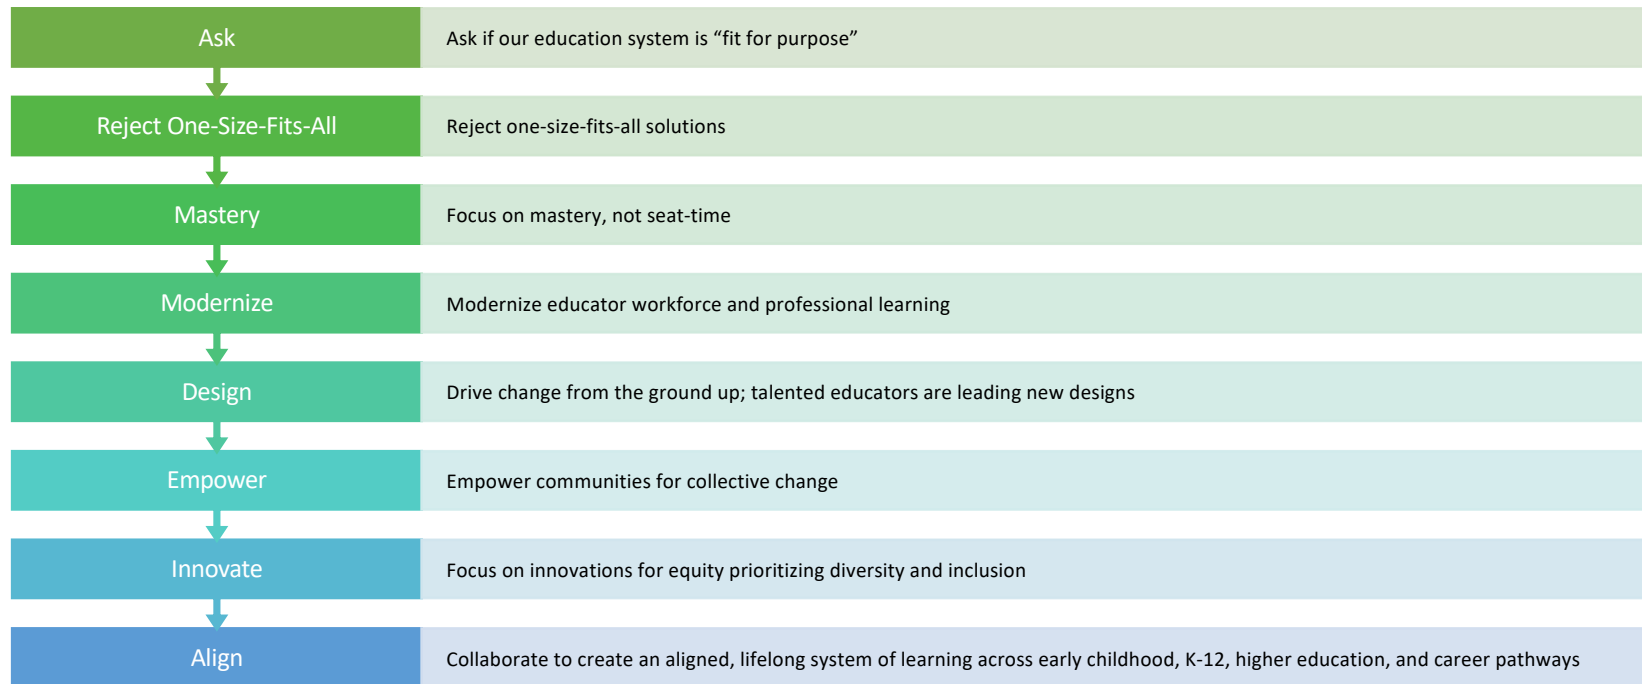 Ask
Ask if our education system is “fit for purpose”
Reject One-Size-Fits-All
Reject one-size-fits-all solutions
Mastery
Focus on mastery, not seat-time
Modernize
Modernize educator workforce and professional learning
Design
Drive change from the ground up; talented educators are leading new designs
Empower
Empower communities for collective change
Innovate
Focus on innovations for equity prioritizing diversity and inclusion
Align
Collaborate to create an aligned, lifelong system of learning across early childhood, K-12, higher education, and career pathways